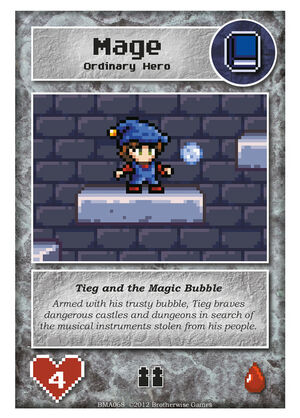 Mage
Ordinary Hero
Tieg and the Magic Bubble
Armed with his trusty bubble, Tieg braves
dangerous castles and dungeons in search of
the musical instruments stolen from his people.
4
BMA068 ©2012 Brotherwise Games